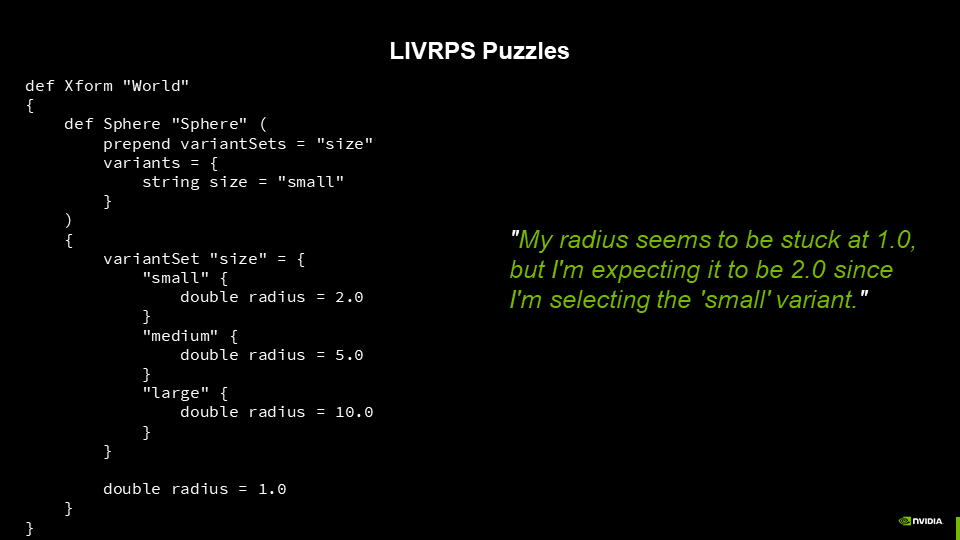 LIVRPS Puzzles
def Xform "World"
{
    def Sphere "Sphere" (
        prepend variantSets = "size"
        variants = {
            string size = "small"
        }
    )
    {
        variantSet "size" = {
            "small" {
                double radius = 2.0
            }
            "medium" {
                double radius = 5.0
            }
            "large" {
                double radius = 10.0
            }
        }

        double radius = 1.0
    }
}
"My radius seems to be stuck at 1.0,
but I'm expecting it to be 2.0 since
I'm selecting the 'small' variant."
NVIDIA